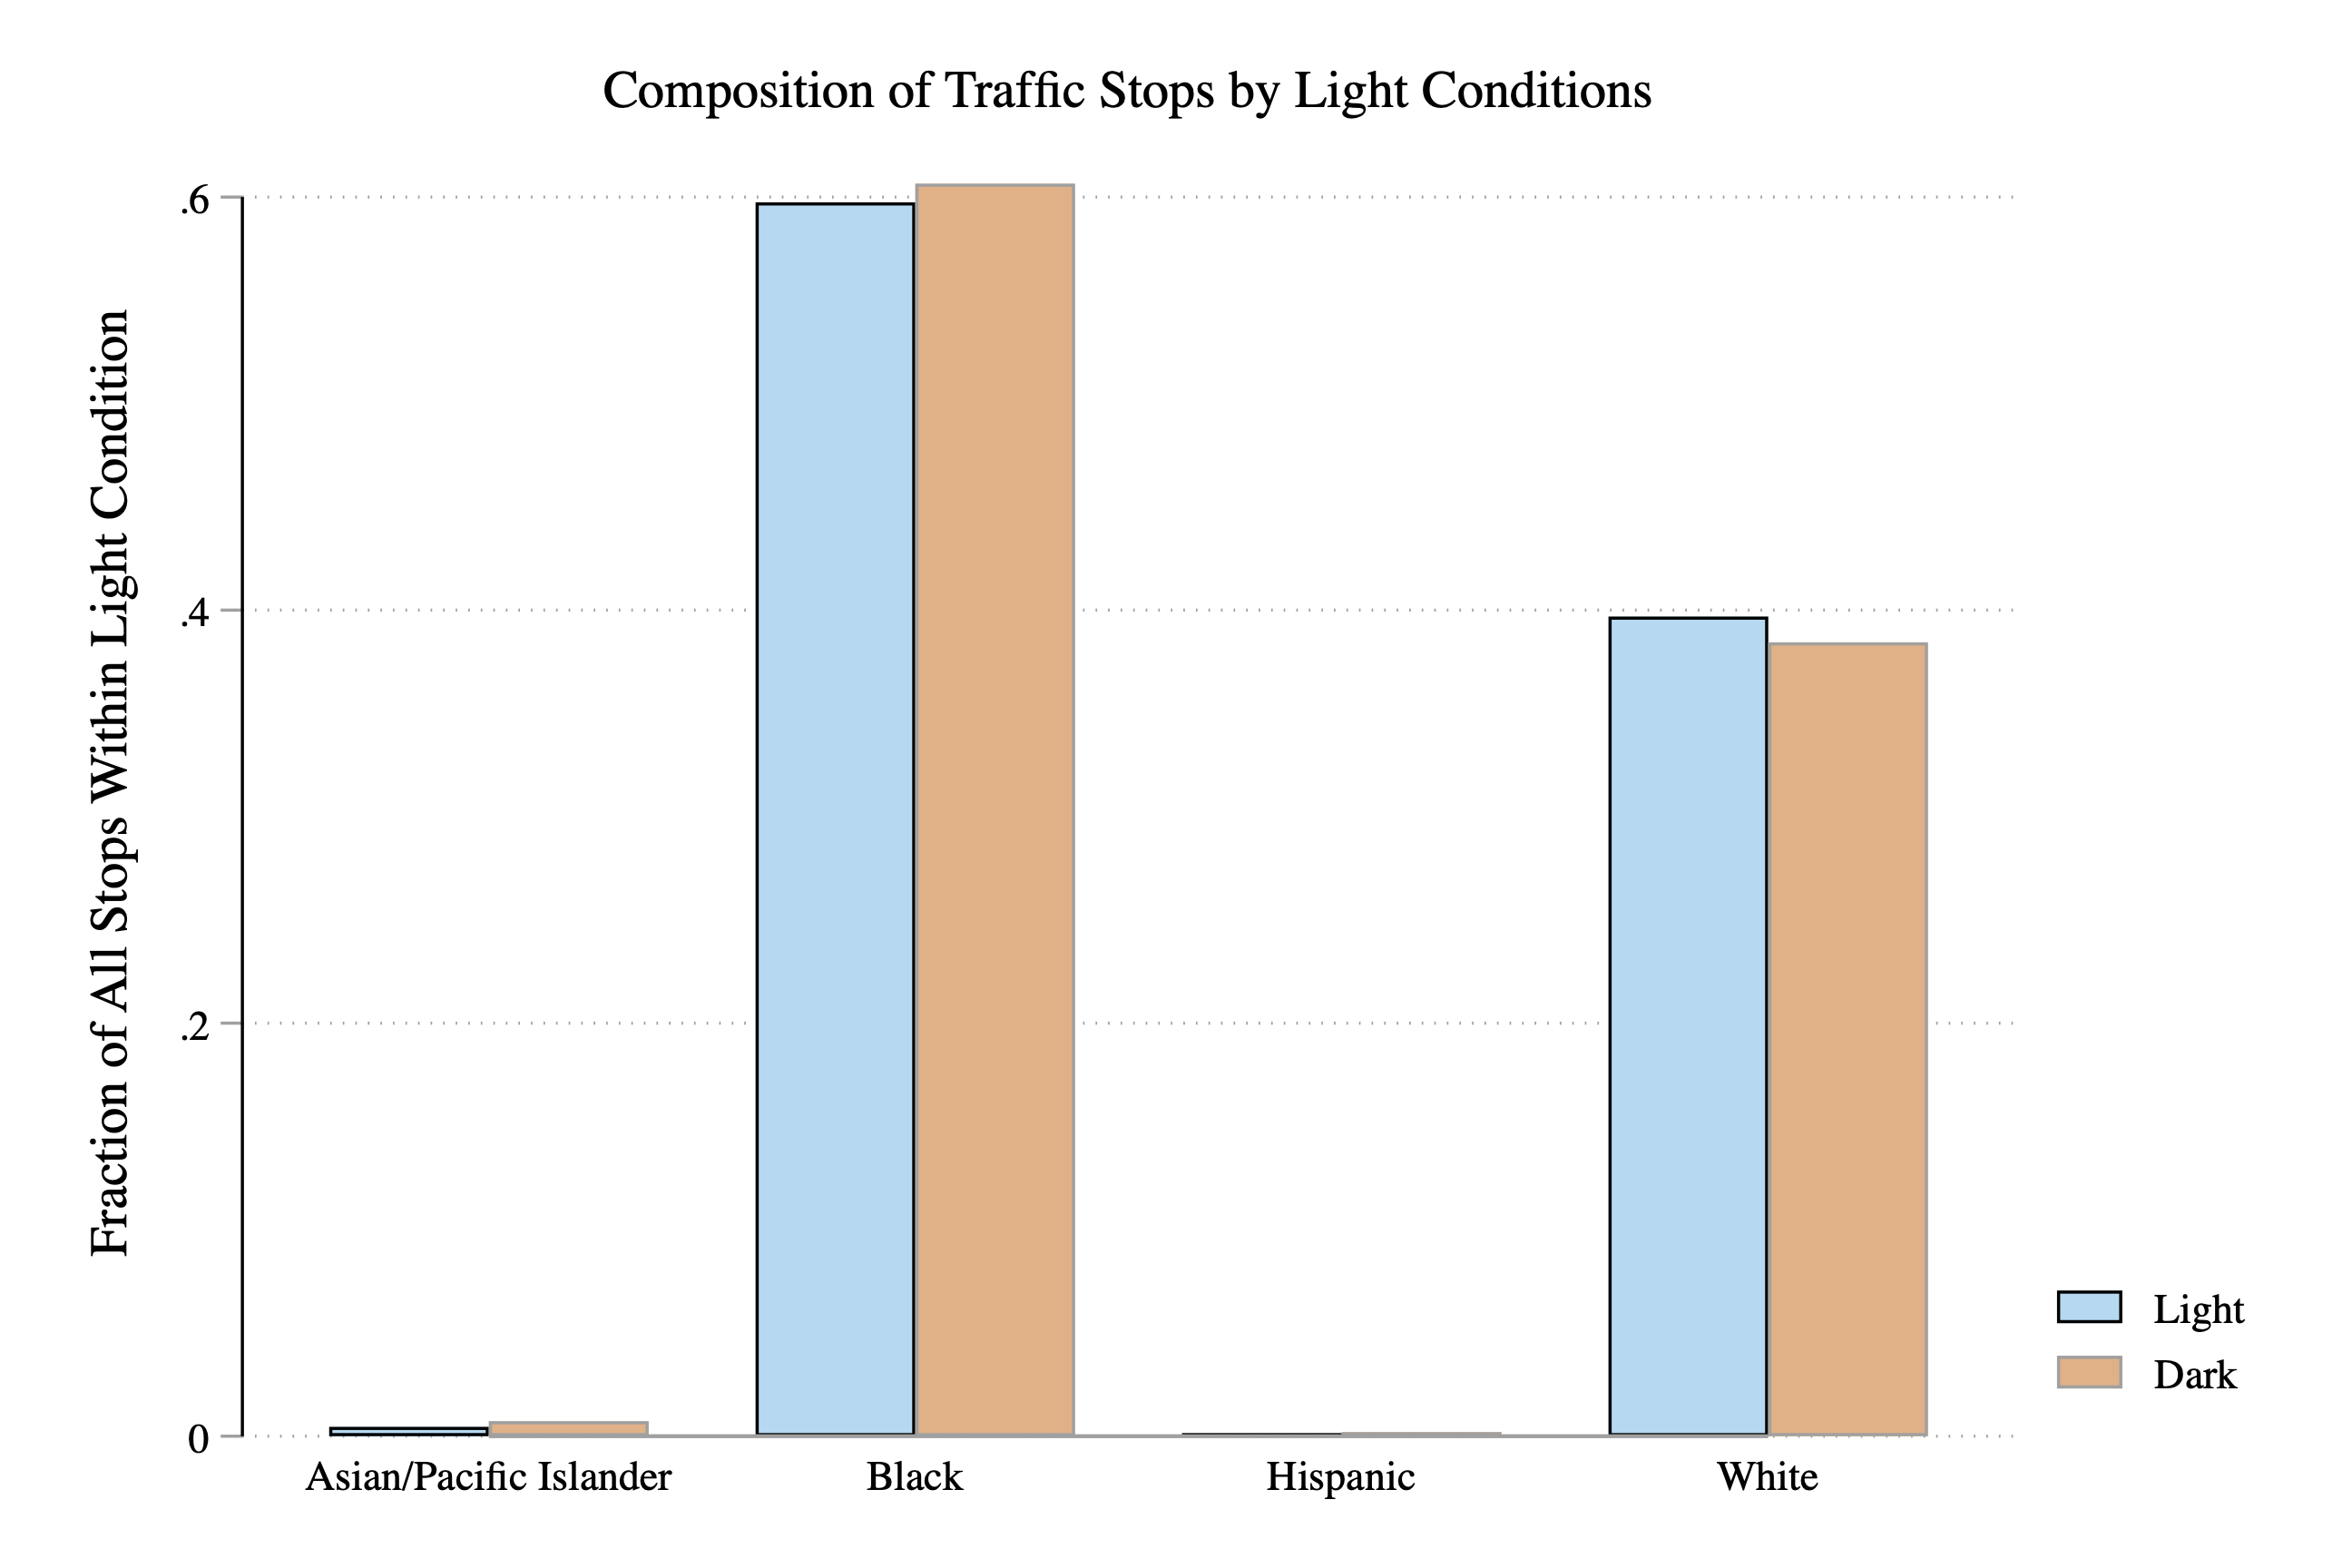 Composition of Traffic Stops by Light Conditions
Fraction of All Stops Within Light Condition
.6
.4
.2
0
Asian/Pacific Islander
Black
Hispanic
White
Light
Dark